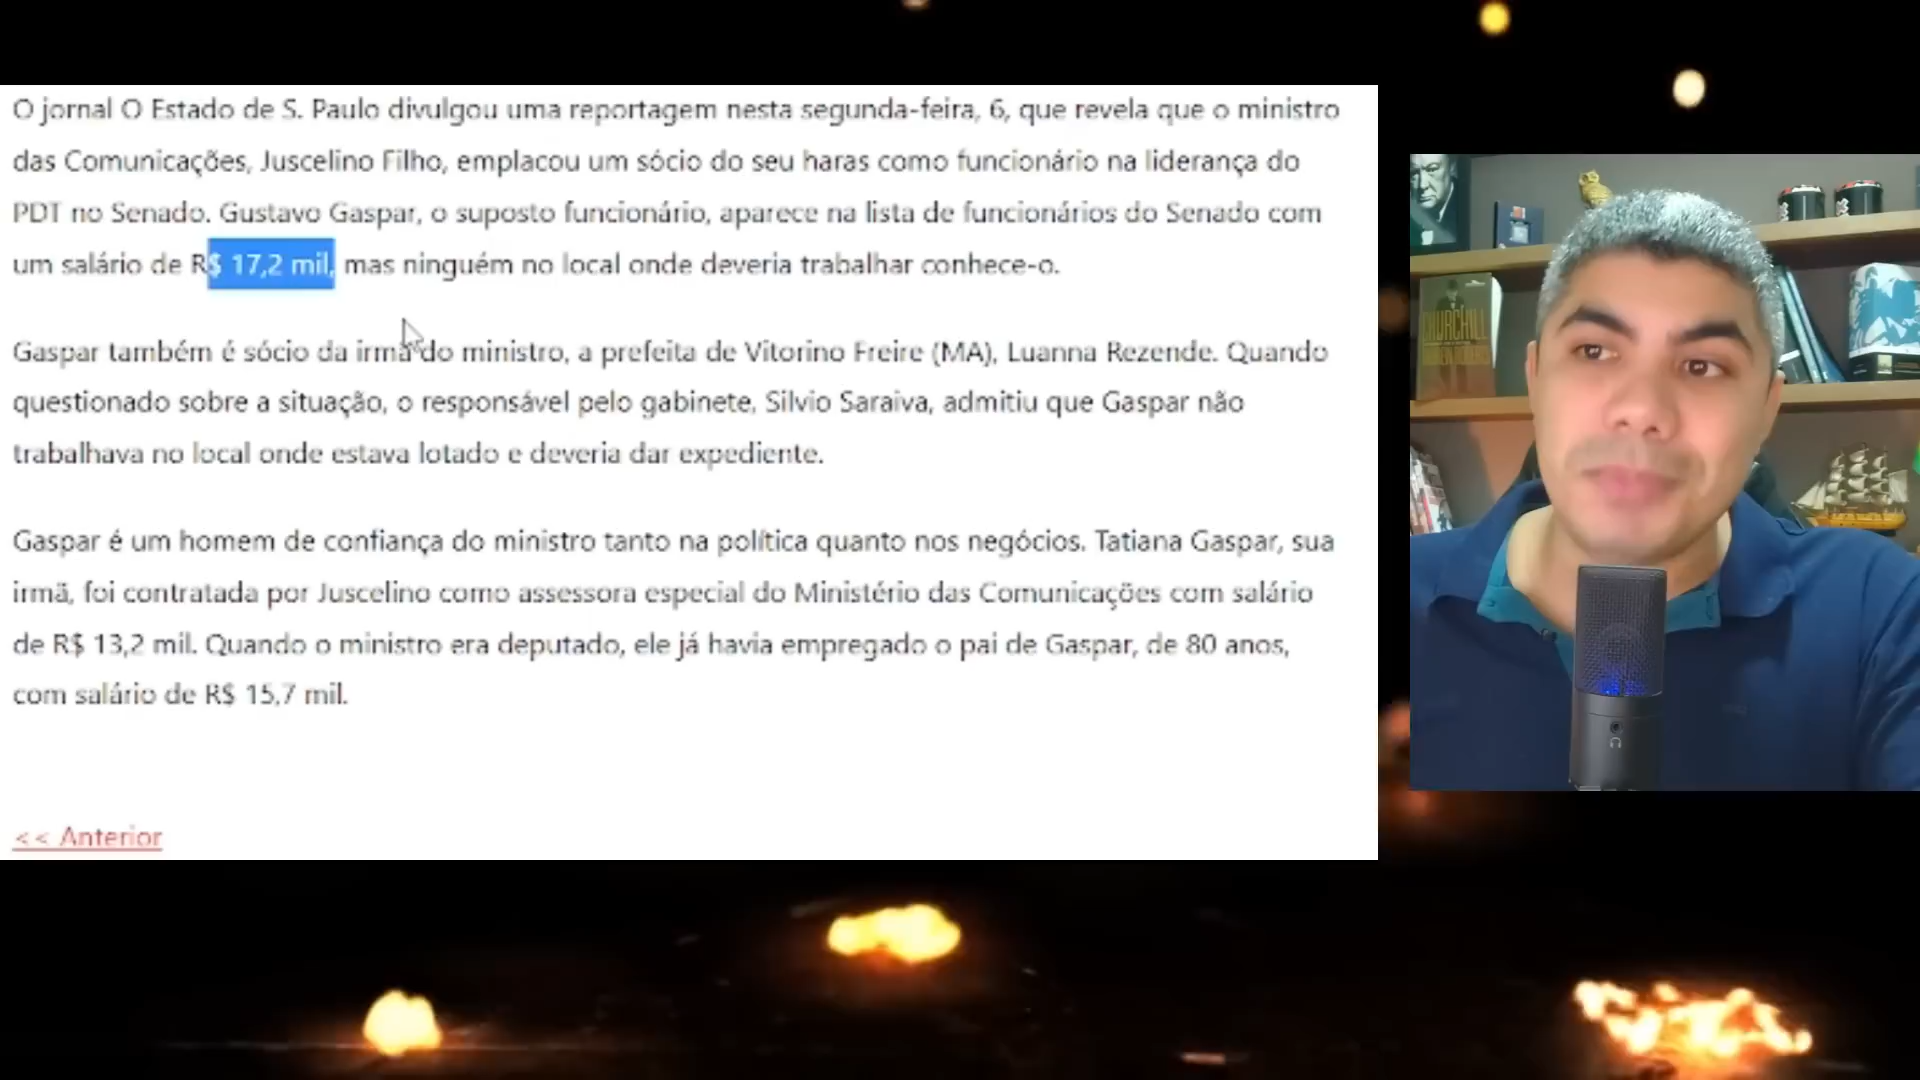 O jornal O Estado de S. Paulo divulgou uma reportagem nesta segunda-feira, 6, que revela que o ministro
das Comunicações, Juscelino Filho, emplacou um sócio do seu haras como funcionário na liderança do
PDT no Senado. Gustavo Gaspar, o suposto funcionário, aparece na lista de funcionários do Senado com
um salário de R$ 17,2 mil, mas ninguém no local onde deveria trabalhar conhece-o.
Gaspar também é sócio da irmã do ministro, a prefeita de Vitorino Freire (MA), Luanna Rezende. Quando
questionado sobre a situação, o responsável pelo gabinete, Silvio Saraiva, admitiu que Gaspar não
trabalhava no local onde estava lotado e deveria dar expediente.
Gaspar é um homem de confiança do ministro tanto na política quanto nos negócios. Tatiana Gaspar, sua
irmã, foi contratada por Juscelino como assessora especial do Ministério das Comunicações com salário
de R$ 13,2 mil. Quando o ministro era deputado, ele já havia empregado o pai de Gaspar, de 80 anos,
com salário de R$ 15,7 mil.
<< Anterior
CHURCHILL